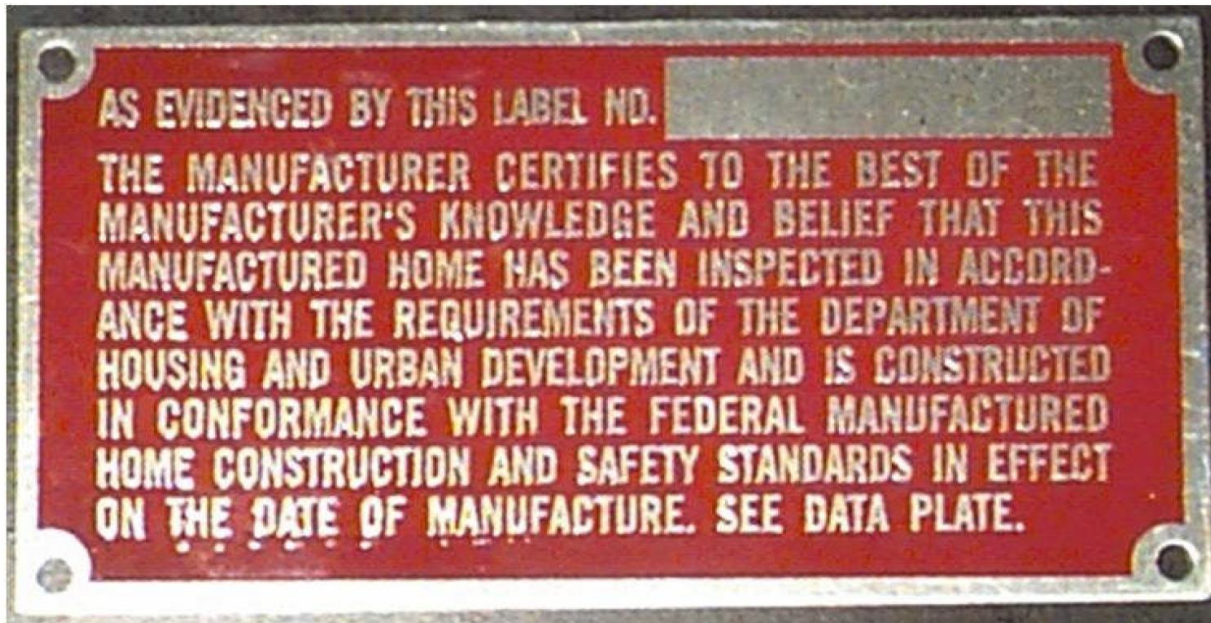 AS EVIDENCED BY THIS LABEL NO.
THE MANUFACTURER CERTIFIES TO THE BEST OF THE
MANUFACTURER'S KNOWLEDGE AND BELIEF THAT THIS
MANUFACTURED HOME HAS BEEN INSPECTED IN ACCORD-
ANCE WITH THE REQUIREMENTS OF THE DEPARTMENT OF
HOUSING AND URBAN DEVELOPMENT AND IS CONSTRUCTED
IN CONFORMANCE WITH THE FEDERAL MANUFACTURED
HOME CONSTRUCTION AND SAFETY STANDARDS IN EFFECT
ON THE DATE OF MANUFACTURE. SEE DATA PLATE.